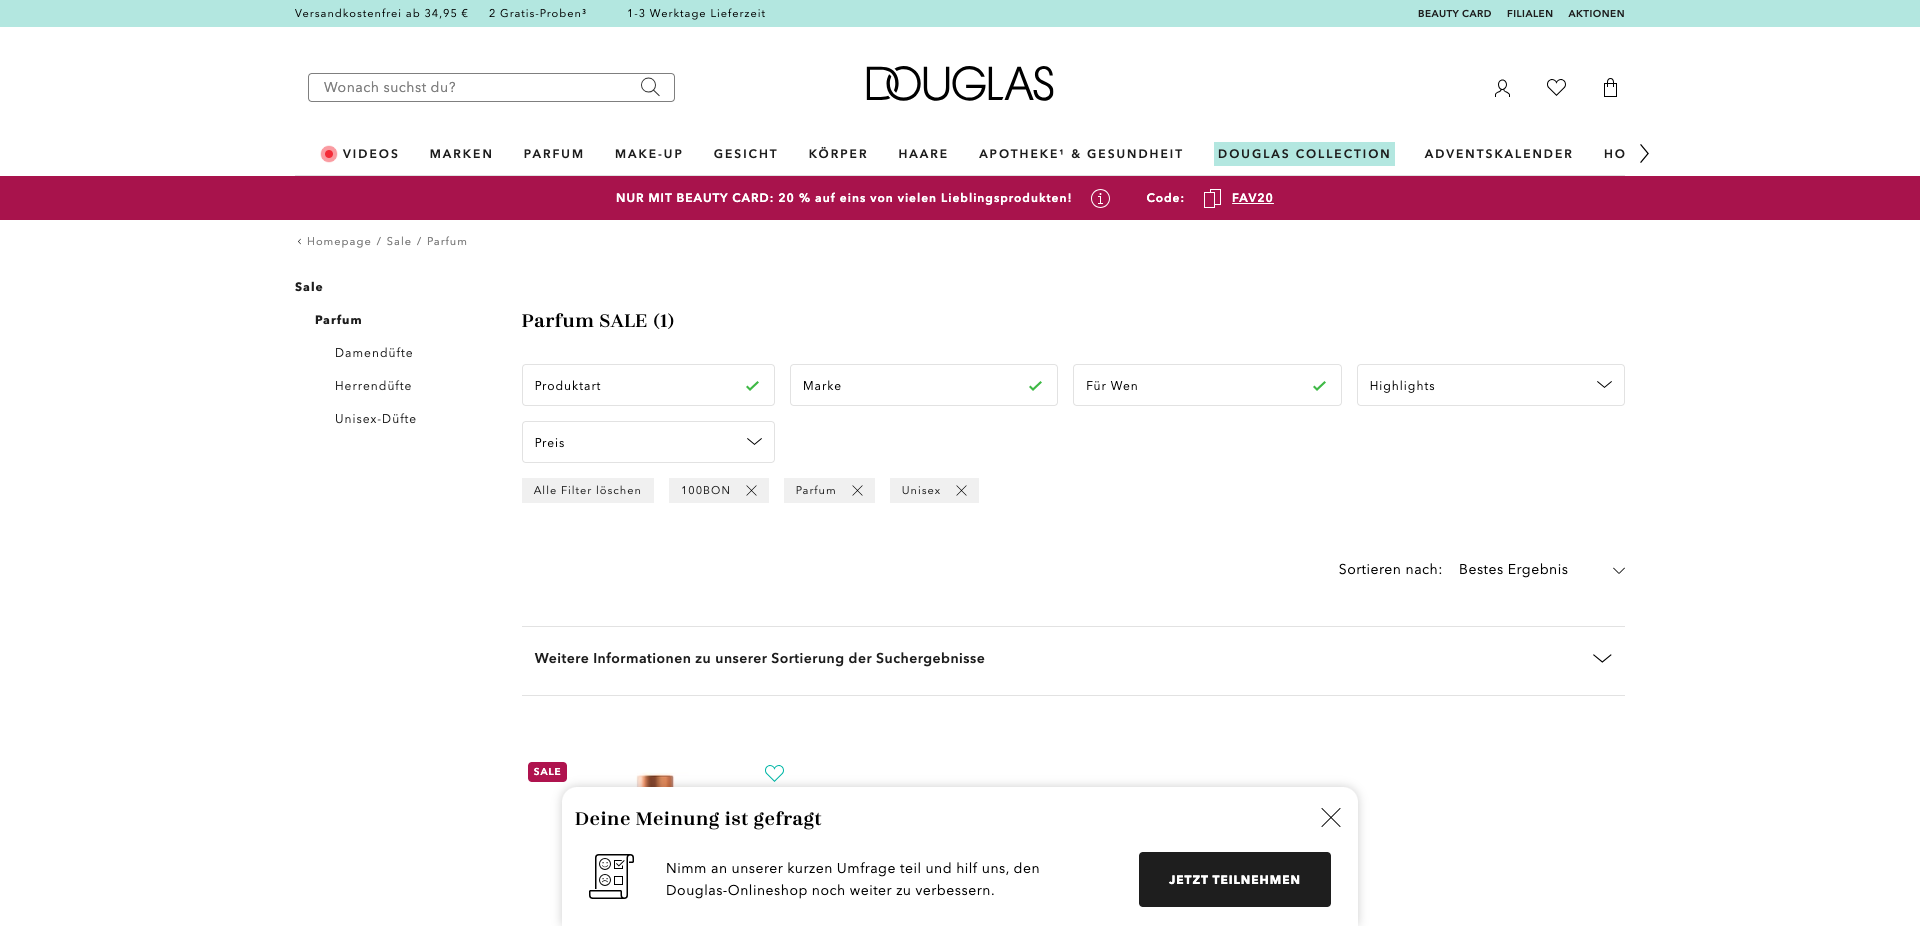 Versandkostenfrei ab 34,95 € 2 Gratis-Proben³ 1-3 Werktage Lieferzeit BEAUTY CARD FILIALEN AKTIONEN
Wonach suchst du?
DOUGLAS
VIDEOS MARKEN PARFUM MAKE-UP GESICHT KÖRPER HAARE APOTHEKE¹ & GESUNDHEIT DOUGLAS COLLECTION ADVENTSKALENDER HO
NUR MIT BEAUTY CARD: 20 % auf eins von vielen Lieblingsprodukten! Code: FAV20
Homepage / Sale / Parfum
Sale
Parfum
Damendüfte
Herrendüfte
Unisex-Düfte
Parfum SALE (1)
Produktart Marke Für Wen Highlights
Preis
Alle Filter löschen 100BON Parfum Unisex
Sortieren nach: Bestes Ergebnis
Weitere Informationen zu unserer Sortierung der Suchergebnisse
SALE
Deine Meinung ist gefragt
Nimm an unserer kurzen Umfrage teil und hilf uns, den
Douglas-Onlineshop noch weiter zu verbessern.
JETZT TEILNEHMEN